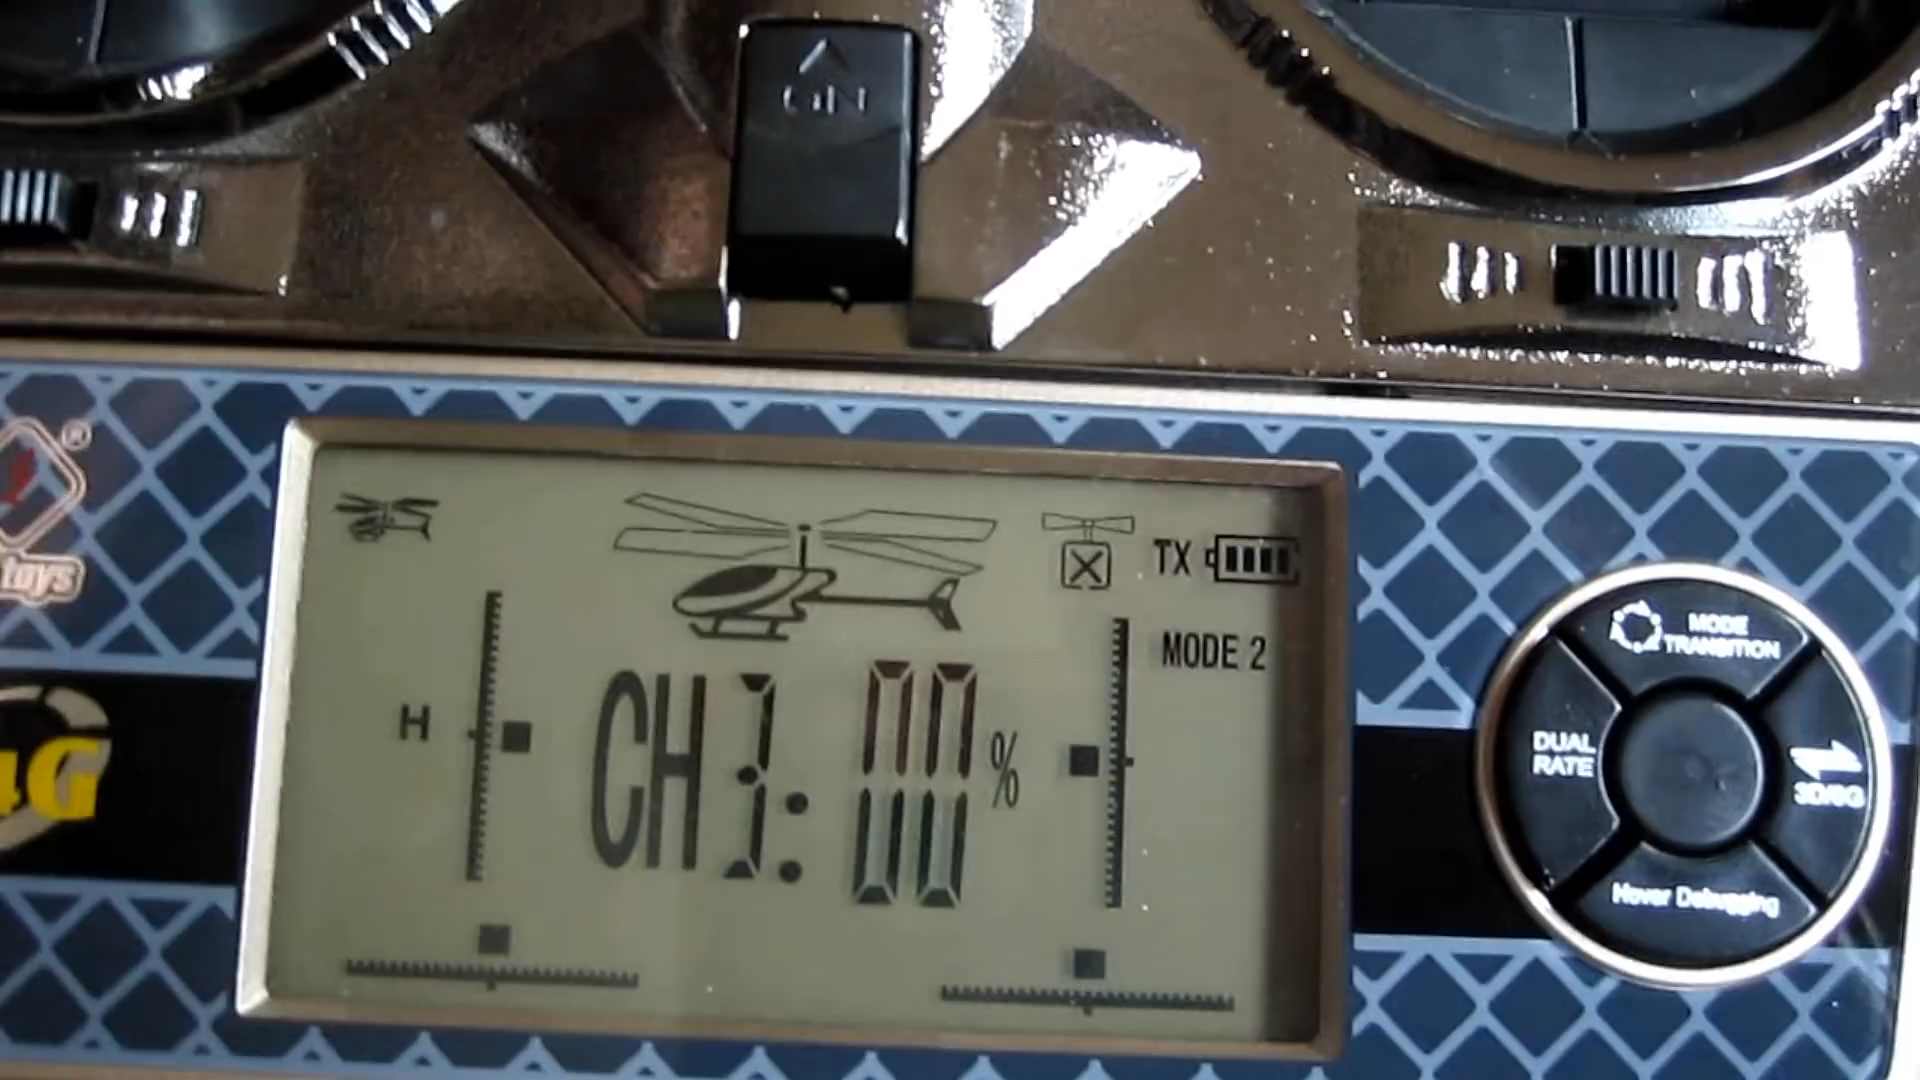 ON
toys
4G
TX
MODE 2
H
CH3: 00%
MODE
TRANSITION
DUAL
RATE
3D/6G
Hover Debugging